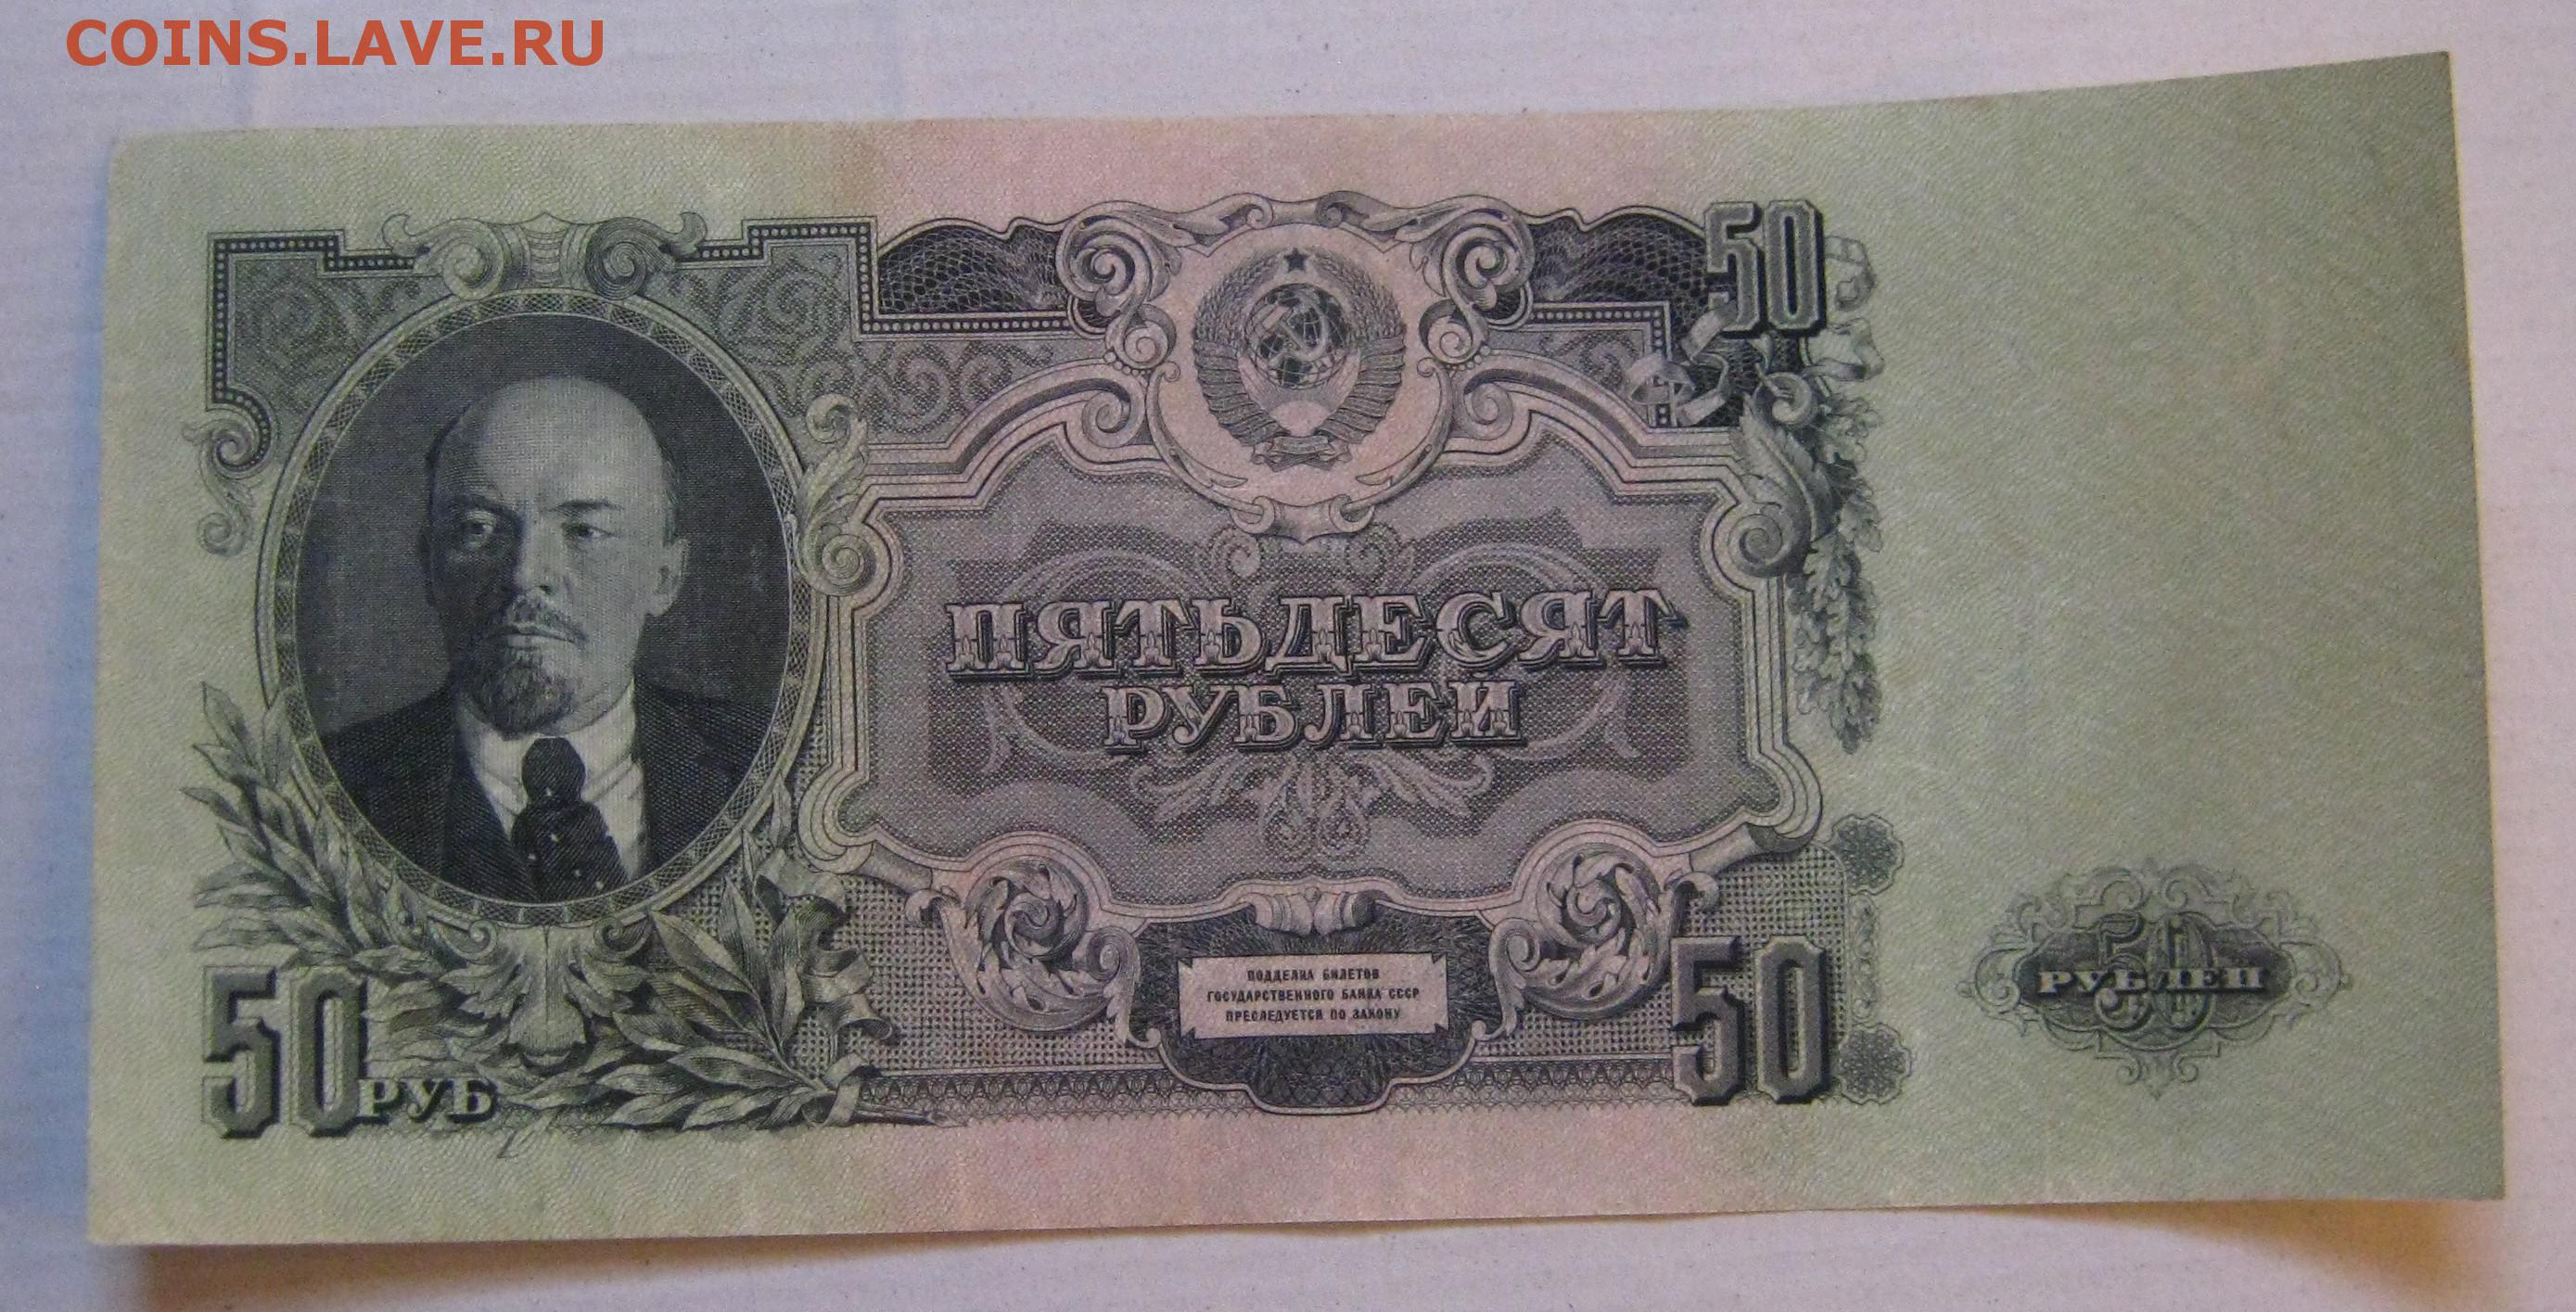 COINS.LAVE.RU
50
ПЯТЬДЕСЯТ
РУБЛЕЙ
ПОДДЕЛКА БИЛЕТОВ
ГОСУДАРСТВЕННОГО БАНКА СССР
ПРЕСЛЕДУЕТСЯ ПО ЗАКОНУ
50 РУБ
50
50
РУБЛЕЙ